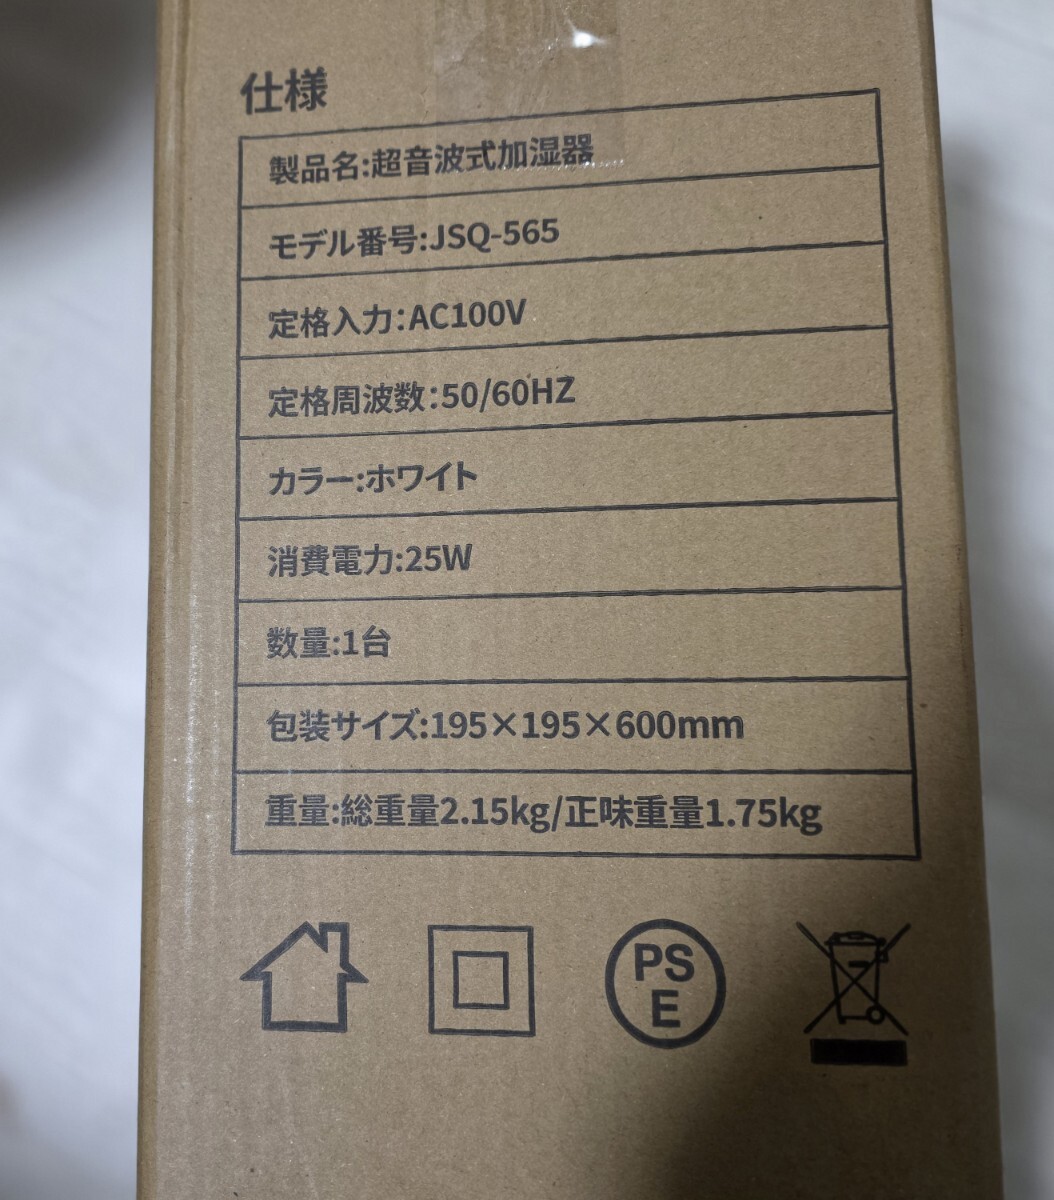 仕様
製品名:超音波式加湿器
モデル番号:JSQ-565
定格入力:AC100V
定格周波数:50/60HZ
カラー:ホワイト
消費電力:25W
数量:1台
包装サイズ:195×195×600mm
重量:総重量2.15kg/正味重量1.75kg
PS
E